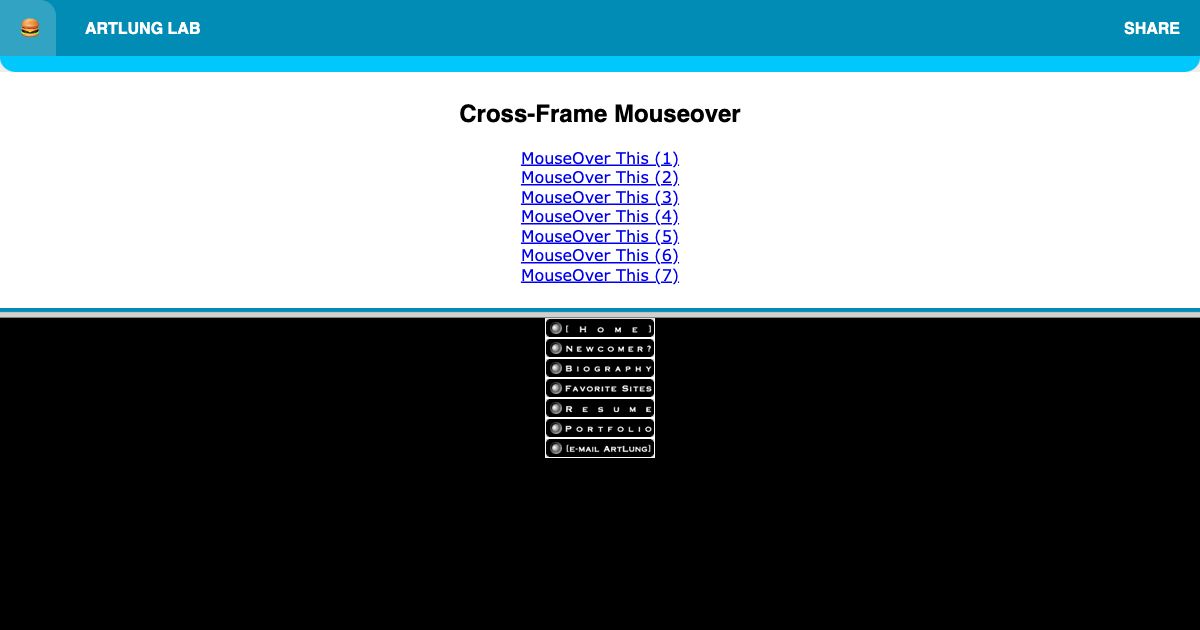 ARTLUNG LAB
SHARE
Cross-Frame Mouseover
MouseOver This (1)
MouseOver This (2)
MouseOver This (3)
MouseOver This (4)
MouseOver This (5)
MouseOver This (6)
MouseOver This (7)
[ Home ]
Newcomer?
Biography
Favorite Sites
Resume
Portfolio
[e-mail ArtLung]